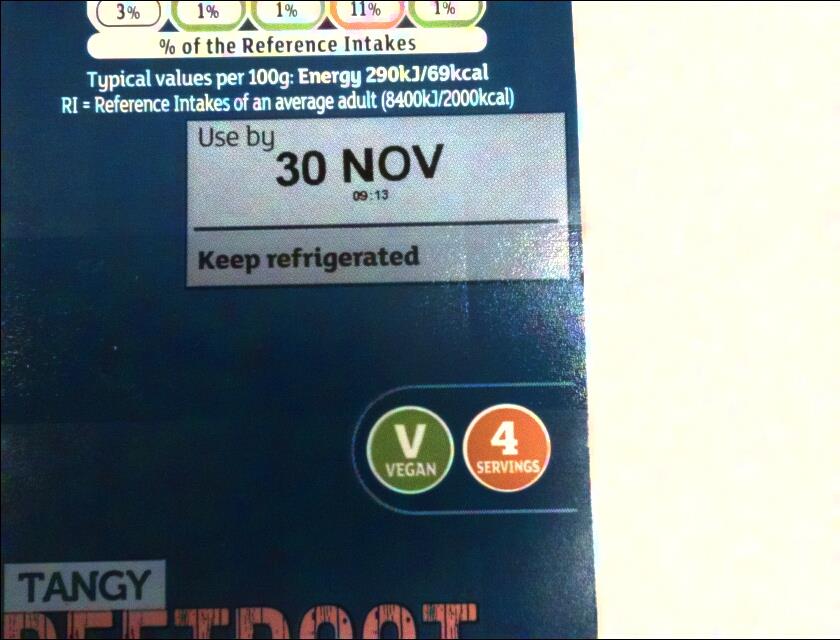 3% 1% 1% 11% 1%
% of the Reference Intakes
Typical values per 100g: Energy 290kJ/69kcal
RI = Reference Intakes of an average adult (8400kJ/2000kcal)
Use by
30 NOV
09:13
Keep refrigerated
V
VEGAN
4
SERVINGS
TANGY
BEETROOT